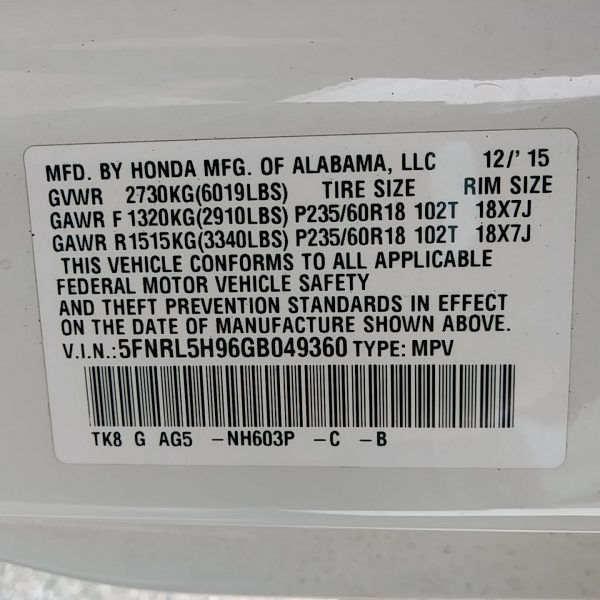 MFD. BY HONDA MFG. OF ALABAMA, LLC 12/' 15
GVWR 2730KG(6019LBS) TIRE SIZE RIM SIZE
GAWR F1320KG(2910LBS) P235/60R18 102T 18X7J
GAWR R1515KG(3340LBS) P235/60R18 102T 18X7J
THIS VEHICLE CONFORMS TO ALL APPLICABLE
FEDERAL MOTOR VEHICLE SAFETY
AND THEFT PREVENTION STANDARDS IN EFFECT
ON THE DATE OF MANUFACTURE SHOWN ABOVE.
V.I.N.:5FNRL5H96GB049360 TYPE: MPV
TK8 G AG5 -NH603P -C -B